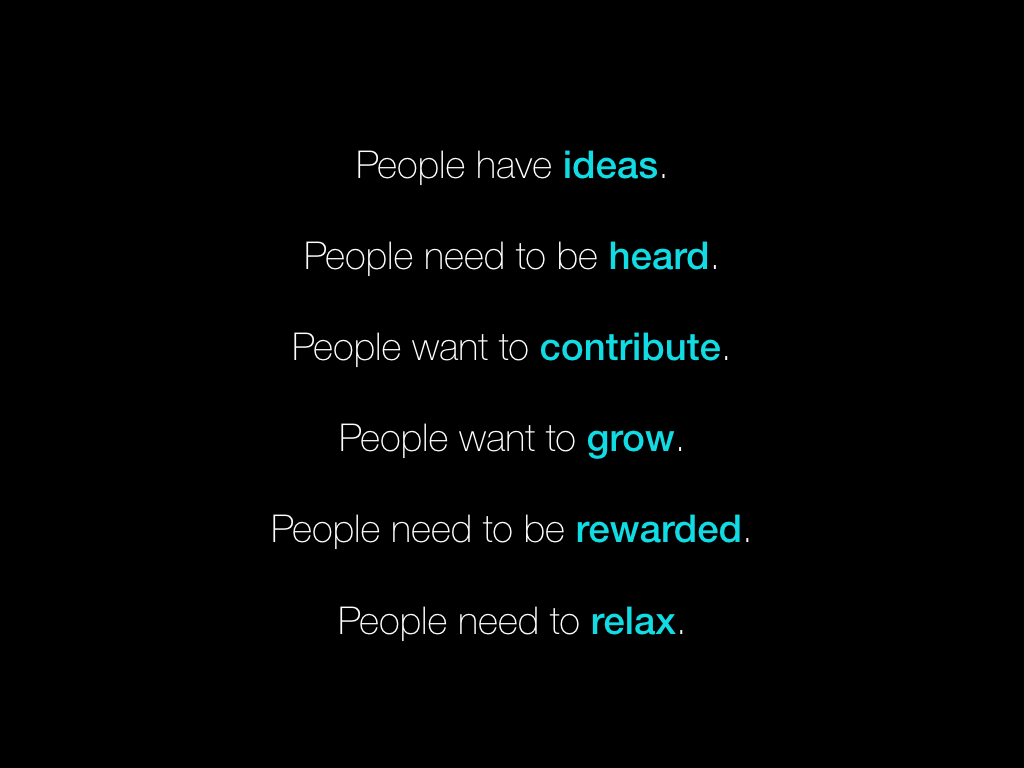 People have ideas.
People need to be heard.
People want to contribute.
People want to grow.
People need to be rewarded.
People need to relax.